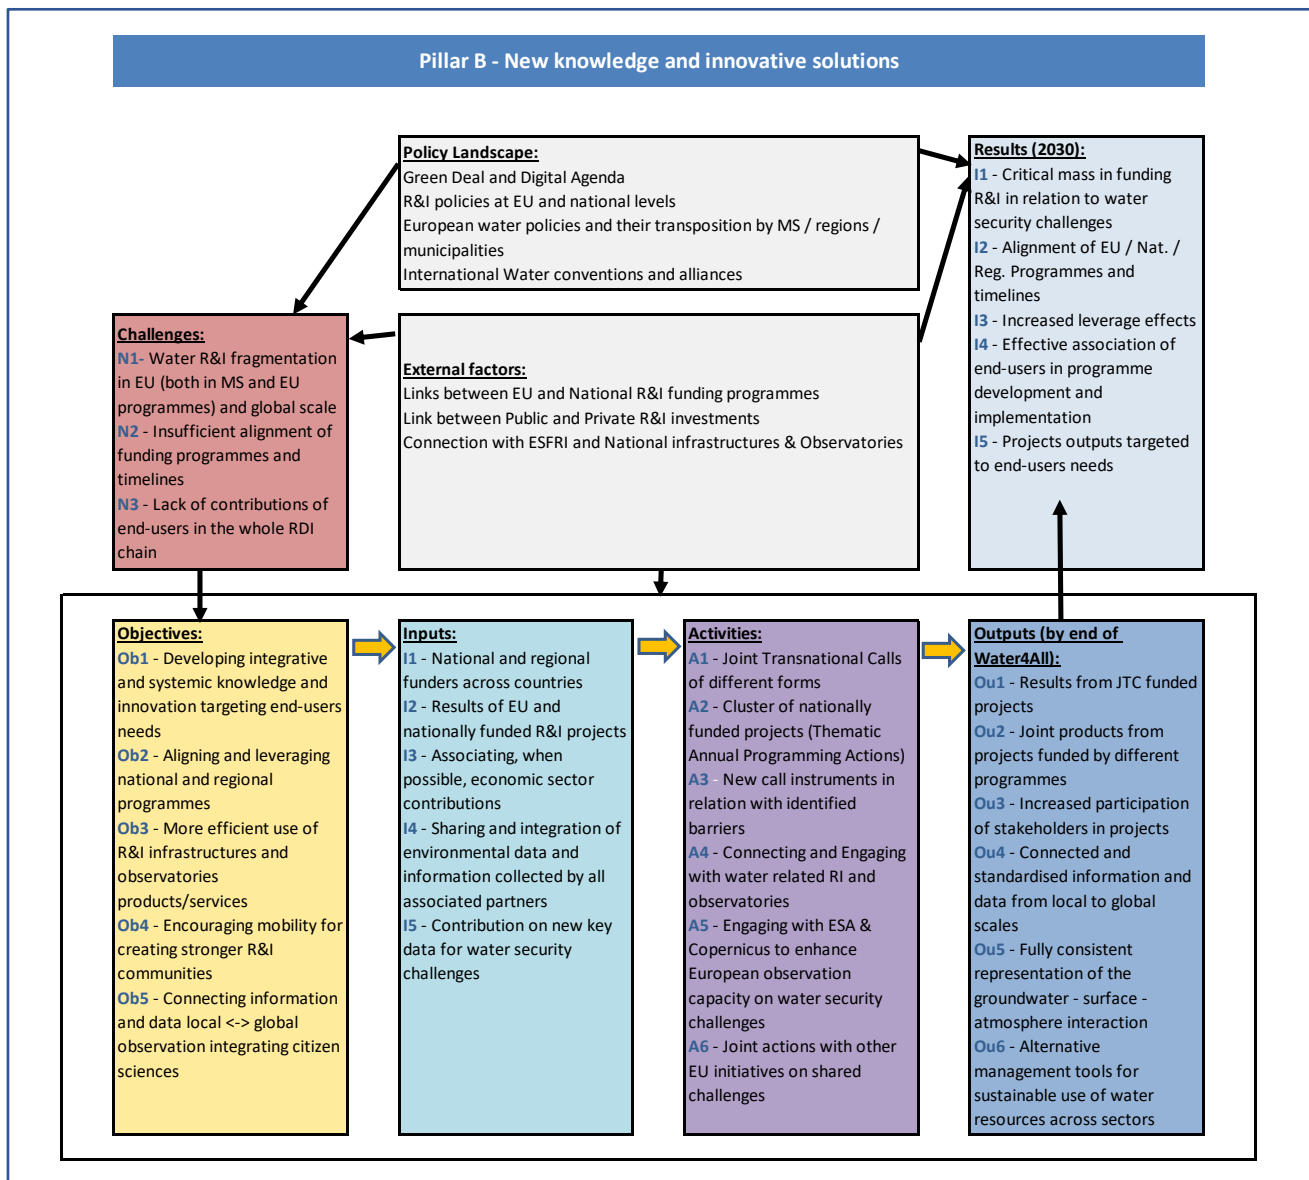 Pillar B - New knowledge and innovative solutions
Policy Landscape:
Green Deal and Digital Agenda
R&I policies at EU and national levels
European water policies and their transposition by MS / regions /
municipalities
International Water conventions and alliances
Results (2030):
I1 - Critical mass in funding
R&I in relation to water
security challenges
I2 - Alignment of EU / Nat. /
Reg. Programmes and
timelines
I3 - Increased leverage effects
I4 - Effective association of
end-users in programme
development and
implementation
I5 - Projects outputs targeted
to end-users needs
Challenges:
N1- Water R&I fragmentation
in EU (both in MS and EU
programmes) and global scale
N2 - Insufficient alignment of
funding programmes and
timelines
N3 - Lack of contributions of
end-users in the whole RDI
chain
External factors:
Links between EU and National R&I funding programmes
Link between Public and Private R&I investments
Connection with ESFRI and National infrastructures & Observatories
Objectives:
Ob1 - Developing integrative
and systemic knowledge and
innovation targeting end-users
needs
Ob2 - Aligning and leveraging
national and regional
programmes
Ob3 - More efficient use of
R&I infrastructures and
observatories
products/services
Ob4 - Encouraging mobility for
creating stronger R&I
communities
Ob5 - Connecting information
and data local <-> global
observation integrating citizen
sciences
Inputs:
I1 - National and regional
funders across countries
I2 - Results of EU and
nationally funded R&I projects
I3 - Associating, when
possible, economic sector
contributions
I4 - Sharing and integration of
environmental data and
information collected by all
associated partners
I5 - Contribution on new key
data for water security
challenges
Activities:
A1 - Joint Transnational Calls
of different forms
A2 - Cluster of nationally
funded projects (Thematic
Annual Programming Actions)
A3 - New call instruments in
relation with identified
barriers
A4 - Connecting and Engaging
with water related RI and
observatories
A5 - Engaging with ESA &
Copernicus to enhance
European observation
capacity on water security
challenges
A6 - Joint actions with other
EU initiatives on shared
challenges
Outputs (by end of
Water4All):
Ou1 - Results from JTC funded
projects
Ou2 - Joint products from
projects funded by different
programmes
Ou3 - Increased participation
of stakeholders in projects
Ou4 - Connected and
standardised information and
data from local to global
scales
Ou5 - Fully consistent
representation of the
groundwater - surface -
atmosphere interaction
Ou6 - Alternative
management tools for
sustainable use of water
resources across sectors